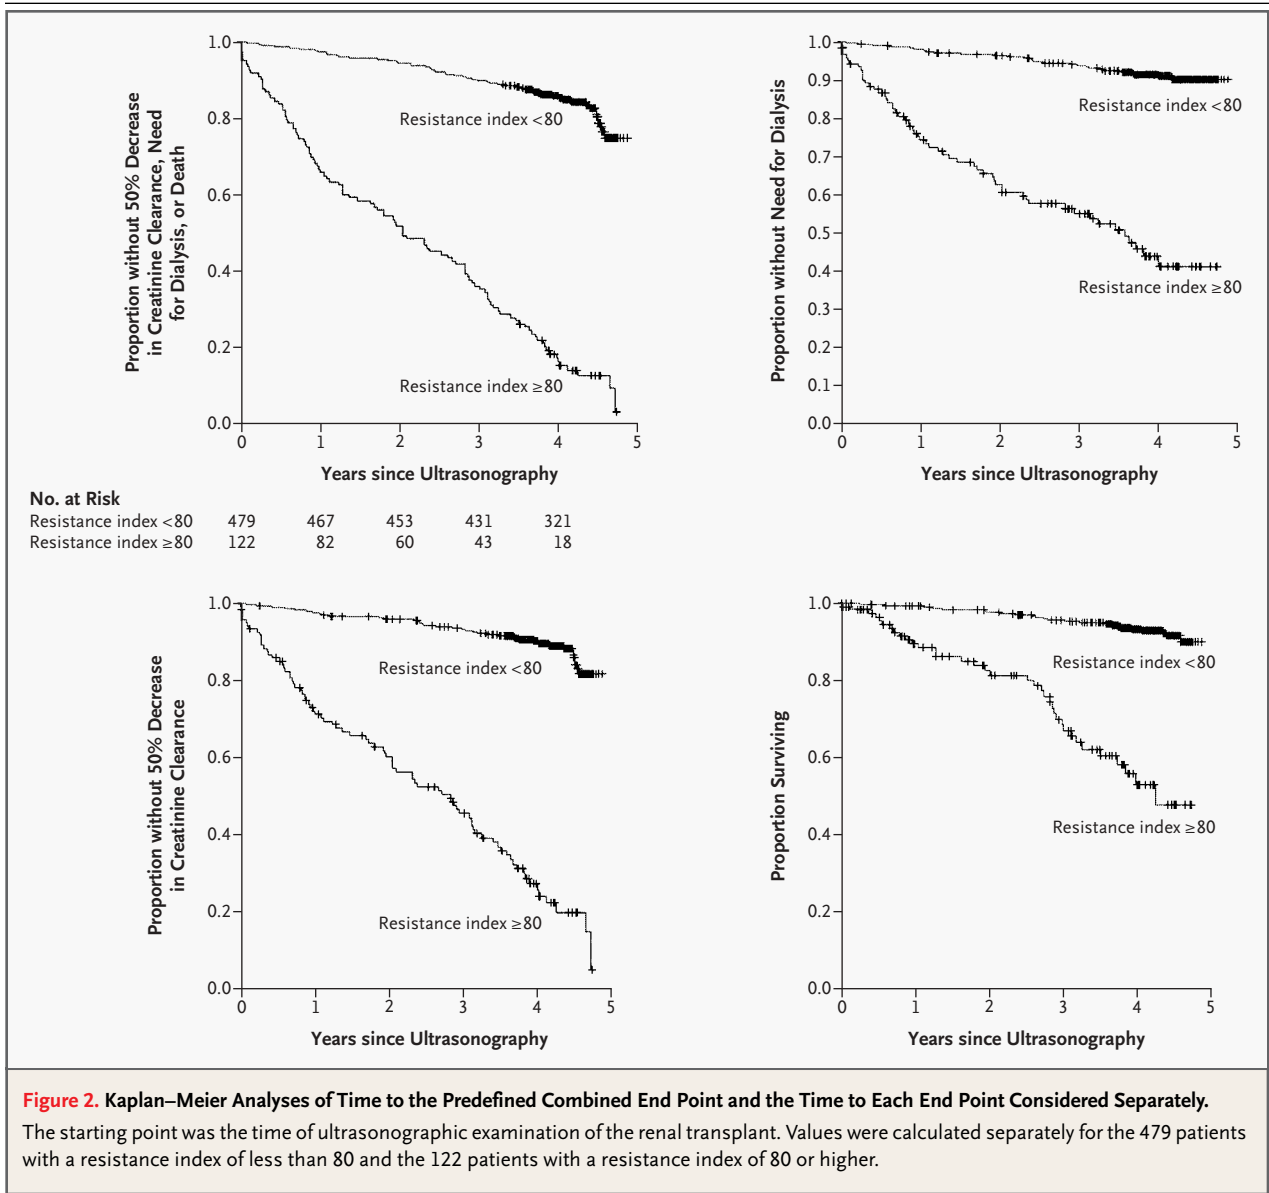 Proportion without 50% Decrease
in Creatinine Clearance, Need
for Dialysis, or Death
1.0
0.8
0.6
0.4
0.2
0.0
Resistance index <80
Resistance index ≥80
0 1 2 3 4 5
Years since Ultrasonography
Proportion without Need for Dialysis
1.0
0.9
0.8
0.7
0.6
0.5
0.4
0.3
0.2
0.1
0.0
Resistance index <80
Resistance index ≥80
0 1 2 3 4 5
Years since Ultrasonography
No. at Risk
Resistance index <80 479 467 453 431 321
Resistance index ≥80 122 82 60 43 18
Proportion without 50% Decrease
in Creatinine Clearance
1.0
0.8
0.6
0.4
0.2
0.0
Resistance index <80
Resistance index ≥80
0 1 2 3 4 5
Years since Ultrasonography
Proportion Surviving
1.0
0.8
0.6
0.4
0.2
0.0
Resistance index <80
Resistance index ≥80
0 1 2 3 4 5
Years since Ultrasonography
Figure 2. Kaplan–Meier Analyses of Time to the Predefined Combined End Point and the Time to Each End Point Considered Separately.
The starting point was the time of ultrasonographic examination of the renal transplant. Values were calculated separately for the 479 patients
with a resistance index of less than 80 and the 122 patients with a resistance index of 80 or higher.